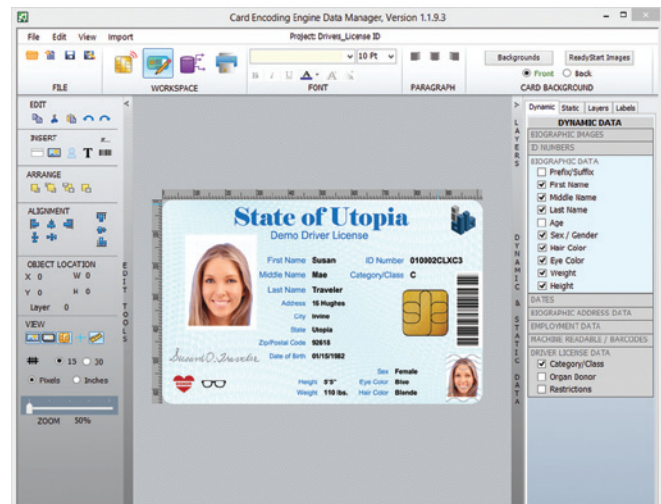 Card Encoding Engine Data Manager, Version 1.1.9.3
File Edit View Import
Project: Drivers_License ID
10 Pt
B I U A A
Backgrounds ReadyStart Images
Front Back
FILE WORKSPACE FONT PARAGRAPH CARD BACKGROUND
EDIT
INSERT
T
ARRANGE
ALIGNMENT
OBJECT LOCATION
X 0 W 0
Y 0 H 0
Layer 0
VIEW
15 30
Pixels Inches
ZOOM 50%
EDIT TOOLS
State of Utopia
Demo Driver License
First Name Susan ID Number 010902CLXC3
Middle Name Mae Category/Class C
Last Name Traveler
Address 16 Hughes
City Irvine
State Utopia
Zip/Postal Code 92618
Susan O. Traveler Date of Birth 01/15/1982
Sex Female
Height 5'5" Eye Color Blue
Weight 110 lbs. Hair Color Blonde
LAYERS
DYNAMIC & STATIC DATA
Dynamic Static Layers Labels
DYNAMIC DATA
BIOGRAPHIC IMAGES
ID NUMBERS
BIOGRAPHIC DATA
Prefix/Suffix
First Name
Middle Name
Last Name
Age
Sex / Gender
Hair Color
Eye Color
Weight
Height
DATES
BIOGRAPHIC ADDRESS DATA
EMPLOYMENT DATA
MACHINE READABLE / BARCODES
DRIVER LICENSE DATA
Category/Class
Organ Donor
Restrictions